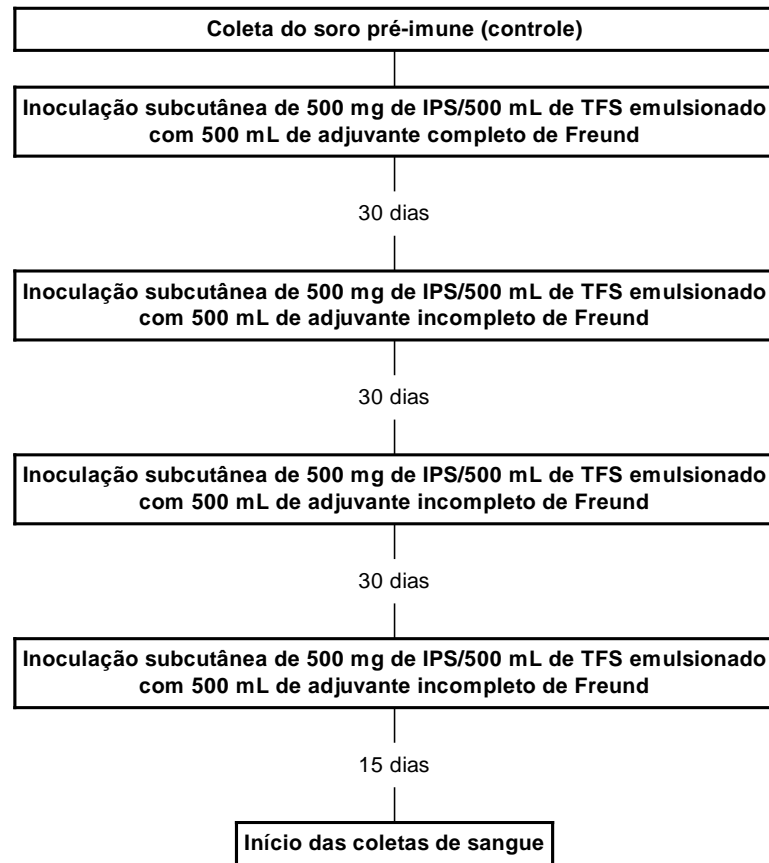 Coleta do soro pré-imune (controle)
Inoculação subcutânea de 500 mg de IPS/500 mL de TFS emulsionado
com 500 mL de adjuvante completo de Freund
30 dias
Inoculação subcutânea de 500 mg de IPS/500 mL de TFS emulsionado
com 500 mL de adjuvante incompleto de Freund
30 dias
Inoculação subcutânea de 500 mg de IPS/500 mL de TFS emulsionado
com 500 mL de adjuvante incompleto de Freund
30 dias
Inoculação subcutânea de 500 mg de IPS/500 mL de TFS emulsionado
com 500 mL de adjuvante incompleto de Freund
15 dias
Início das coletas de sangue